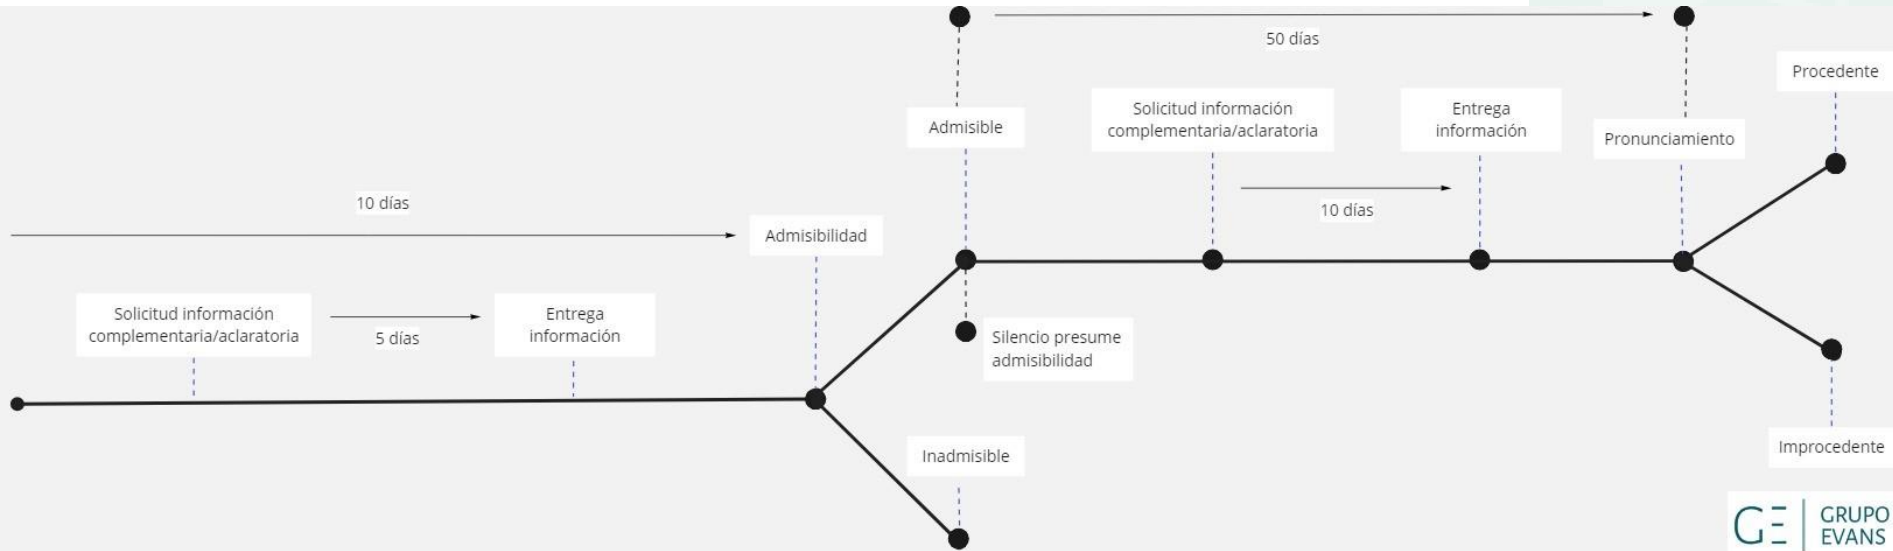 50 días
Procedente
Admisible
Solicitud información
complementaria/aclaratoria
Entrega
información
Pronunciamiento
10 días
10 días
Admisibilidad
Solicitud información
complementaria/aclaratoria
5 días
Entrega
información
Silencio presume
admisibilidad
Inadmisible
Improcedente
GE
GRUPO
EVANS